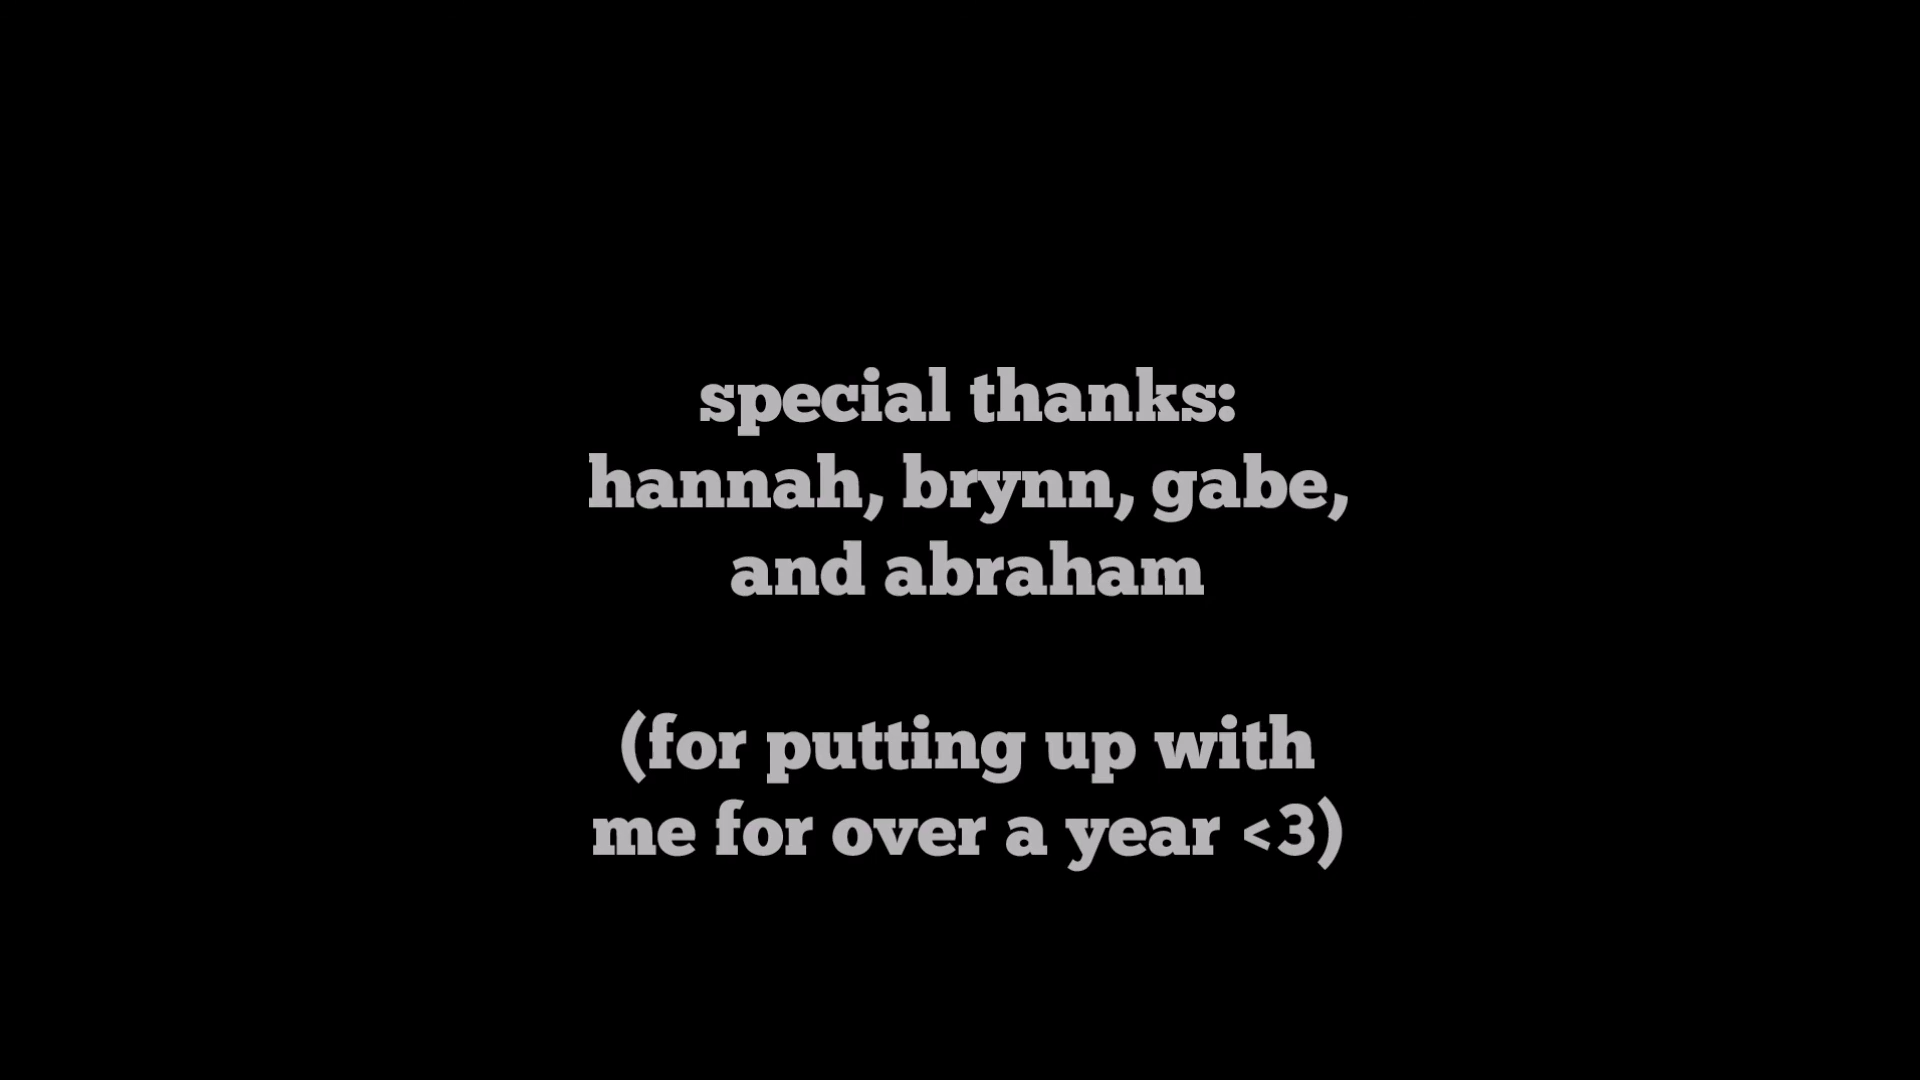 special thanks:
hannah, brynn, gabe,
and abraham
(for putting up with
me for over a year <3)